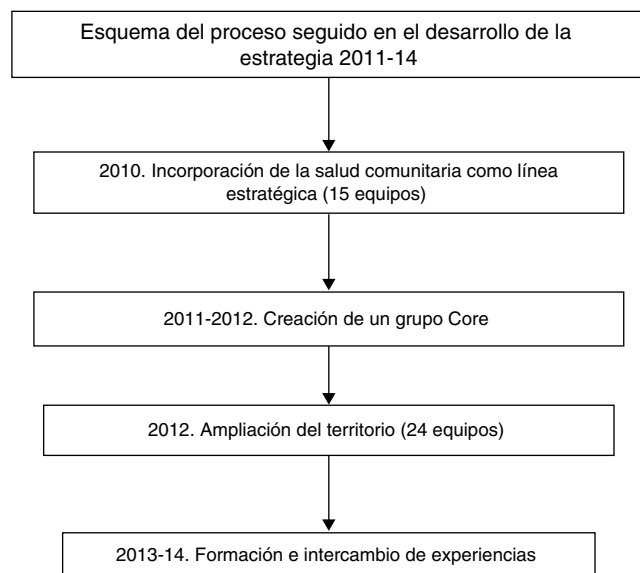 Esquema del proceso seguido en el desarrollo de la
estrategia 2011-14
2010. Incorporación de la salud comunitaria como línea
estratégica (15 equipos)
2011-2012. Creación de un grupo Core
2012. Ampliación del territorio (24 equipos)
2013-14. Formación e intercambio de experiencias